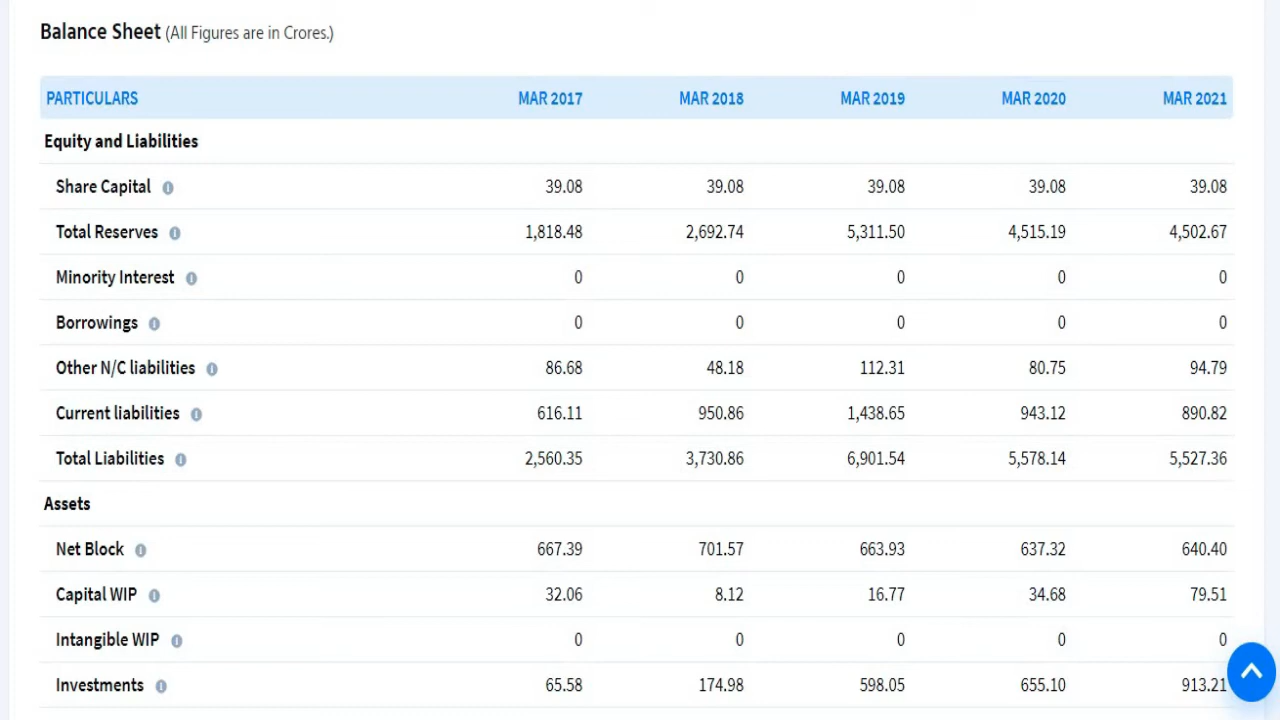 Balance Sheet (All Figures are in Crores.)
PARTICULARS MAR 2017 MAR 2018 MAR 2019 MAR 2020 MAR 2021
Equity and Liabilities
Share Capital 39.08 39.08 39.08 39.08 39.08
Total Reserves 1,818.48 2,692.74 5,311.50 4,515.19 4,502.67
Minority Interest 0 0 0 0 0
Borrowings 0 0 0 0 0
Other N/C liabilities 86.68 48.18 112.31 80.75 94.79
Current liabilities 616.11 950.86 1,438.65 943.12 890.82
Total Liabilities 2,560.35 3,730.86 6,901.54 5,578.14 5,527.36
Assets
Net Block 667.39 701.57 663.93 637.32 640.40
Capital WIP 32.06 8.12 16.77 34.68 79.51
Intangible WIP 0 0 0 0 0
Investments 65.58 174.98 598.05 655.10 913.21